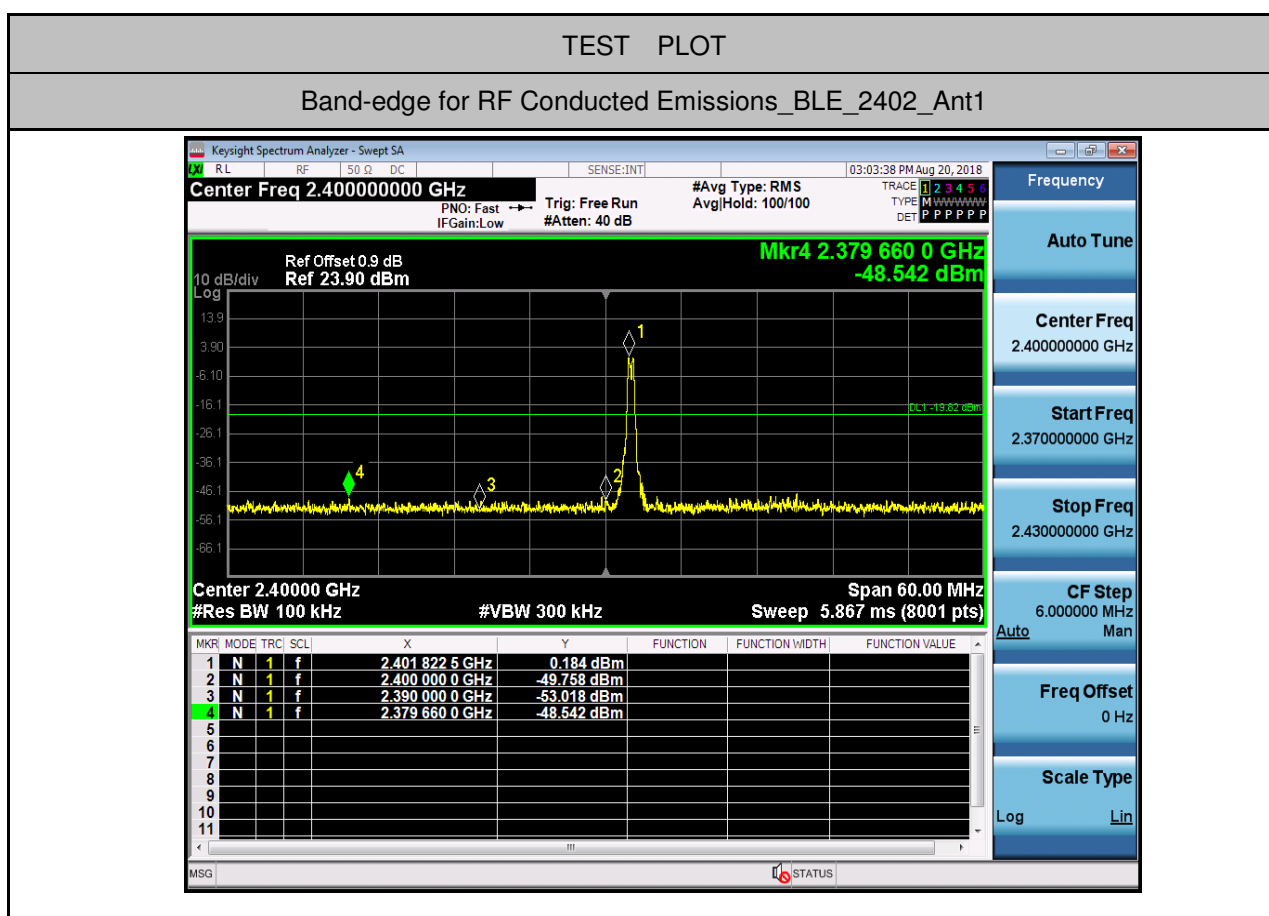 TEST PLOT
Band-edge for RF Conducted Emissions_BLE_2402_Ant1
Keysight Spectrum Analyzer - Swept SA
LXI RL RF 50 Ω DC SENSE:INT 03:03:38 PM Aug 20, 2018
Center Freq 2.400000000 GHz
PNO: Fast
IFGain:Low
Trig: Free Run
#Atten: 40 dB
#Avg Type: RMS
Avg|Hold: 100/100
TRACE 1 2 3 4 5 6
TYPE M WWWWW
DET P P P P P P
Mkr4 2.379 660 0 GHz
-48.542 dBm
Ref Offset 0.9 dB
10 dB/div Ref 23.90 dBm
Log
13.9
3.90
-6.10
-16.1
-26.1
-36.1
-46.1
-56.1
-66.1
1
DL1 -19.82 dBm
4
3
2
Center 2.40000 GHz Span 60.00 MHz
#Res BW 100 kHz #VBW 300 kHz Sweep 5.867 ms (8001 pts)
MKR MODE TRC SCL X Y FUNCTION FUNCTION WIDTH FUNCTION VALUE
1 N 1 f 2.401 822 5 GHz 0.184 dBm
2 N 1 f 2.400 000 0 GHz -49.758 dBm
3 N 1 f 2.390 000 0 GHz -53.018 dBm
4 N 1 f 2.379 660 0 GHz -48.542 dBm
5
6
7
8
9
10
11
MSG STATUS
Frequency
Auto Tune
Center Freq
2.400000000 GHz
Start Freq
2.370000000 GHz
Stop Freq
2.430000000 GHz
CF Step
6.000000 MHz
Auto Man
Freq Offset
0 Hz
Scale Type
Log Lin